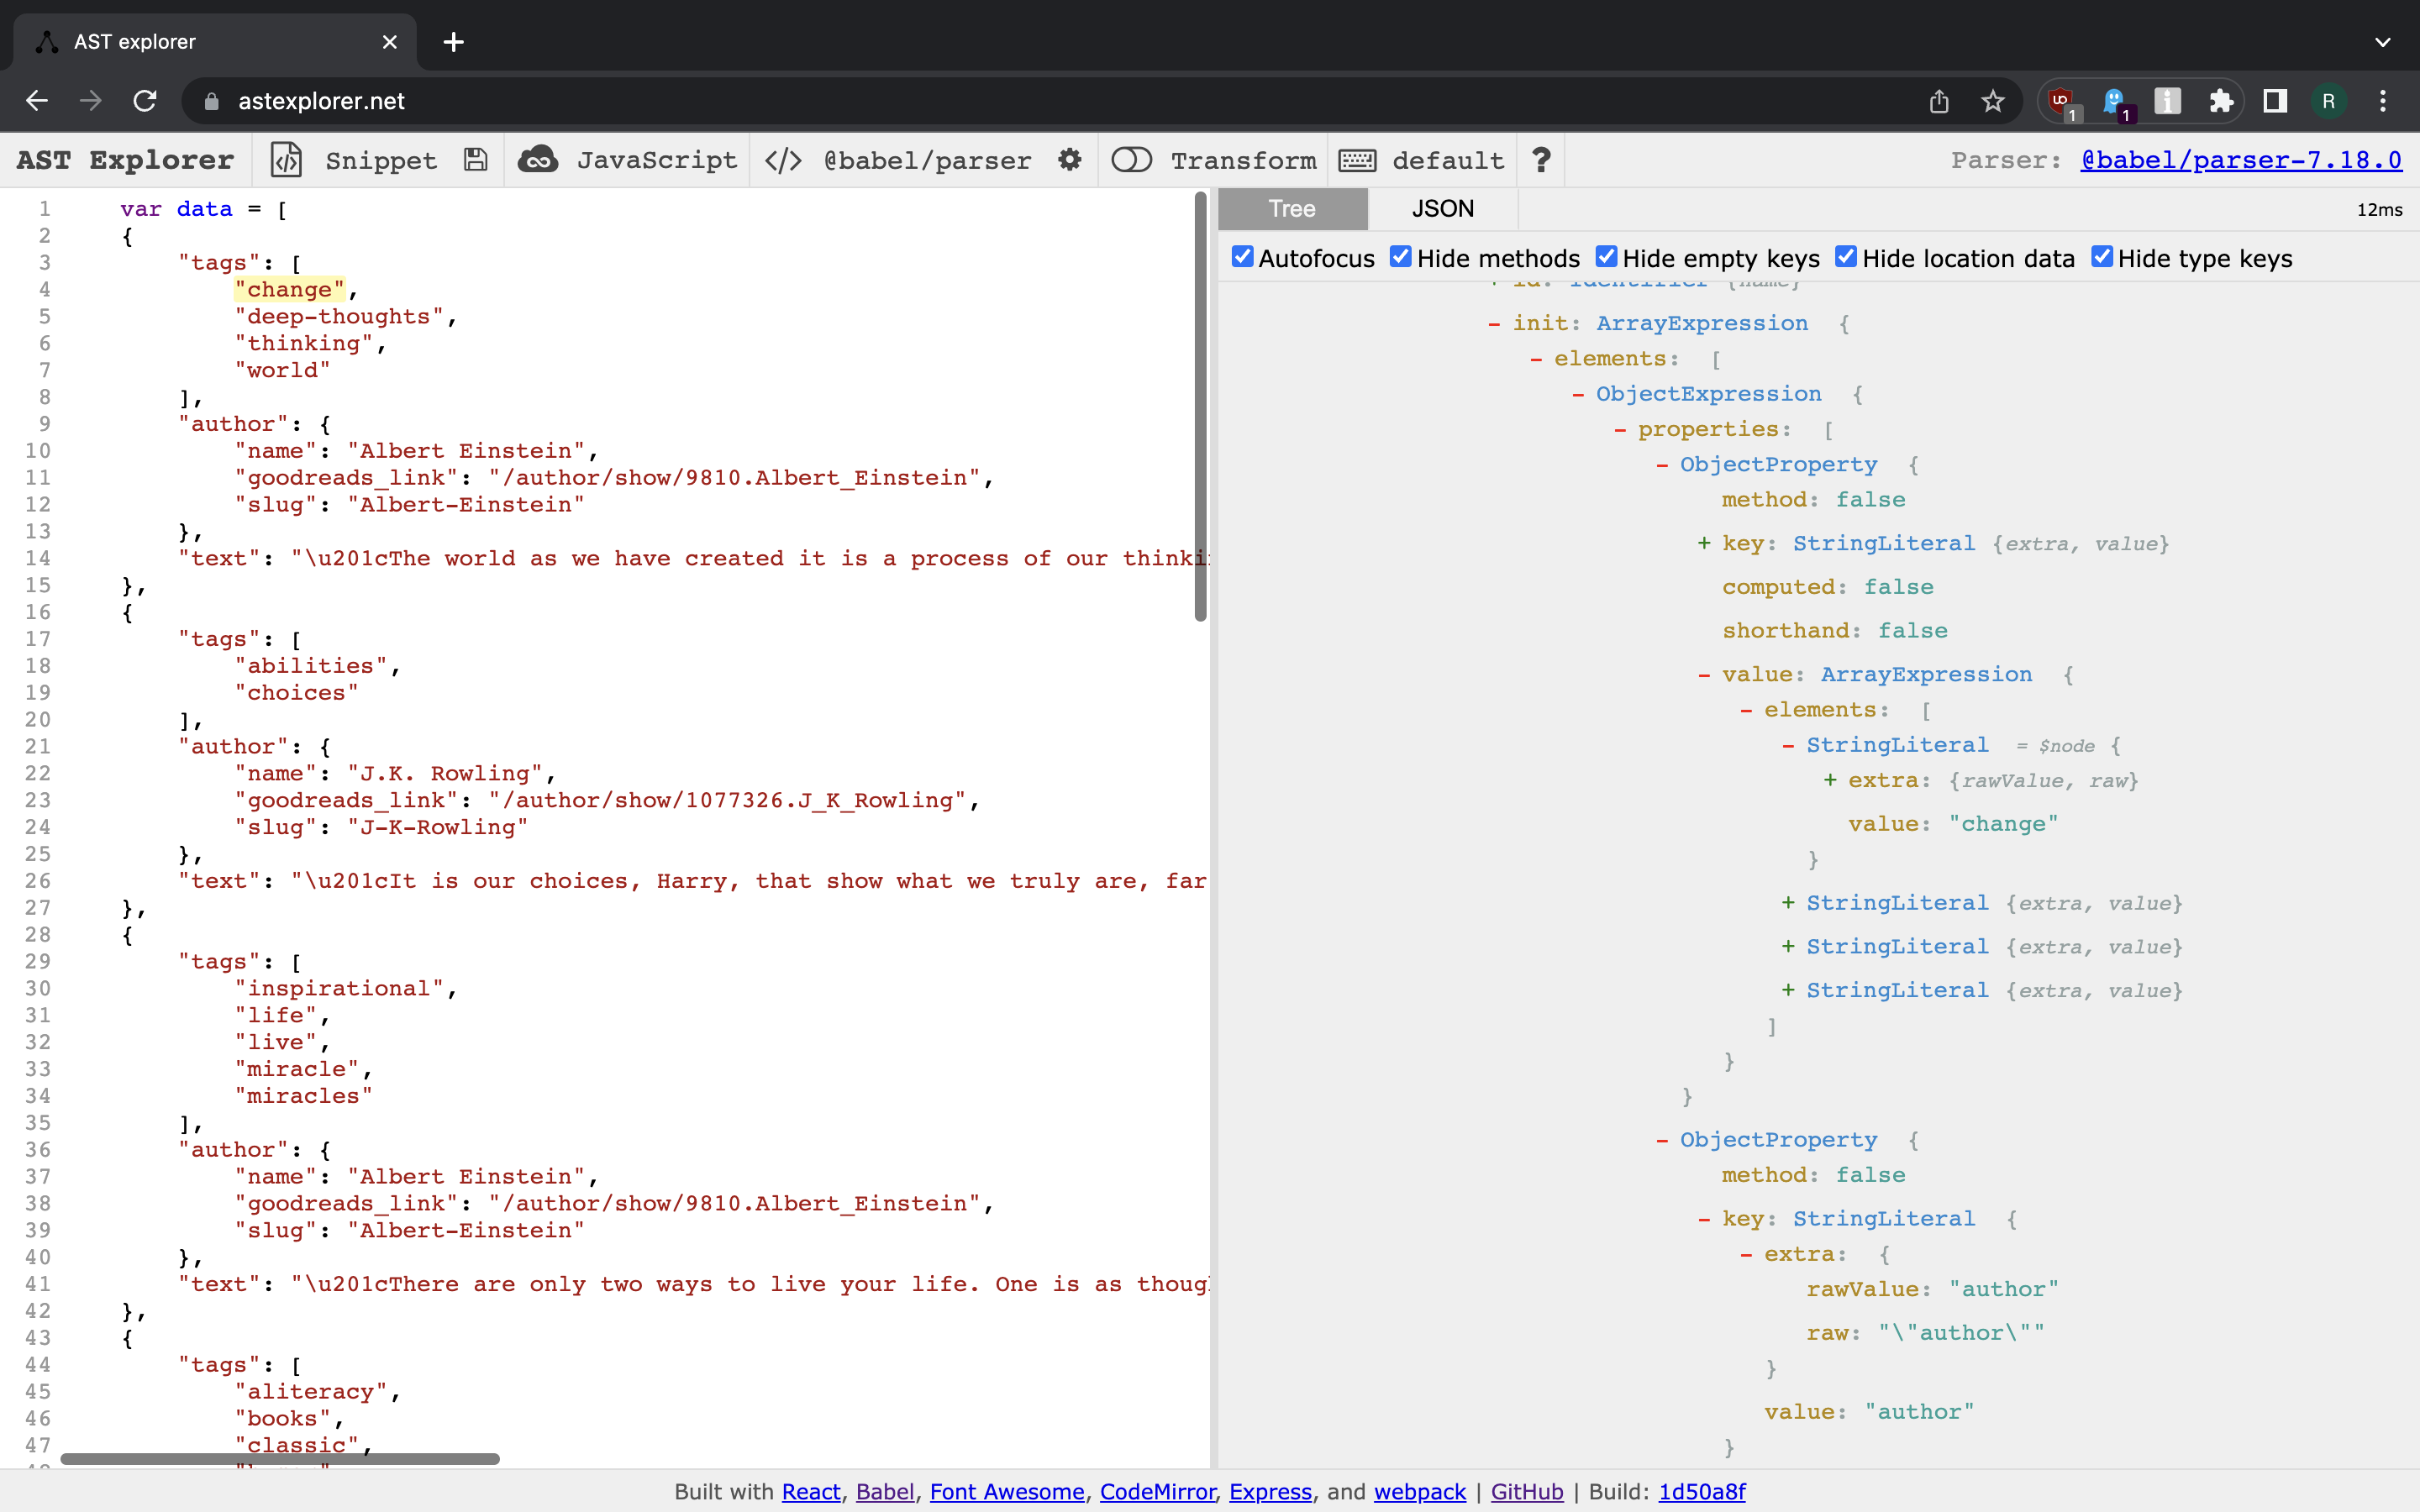 AST explorer
astexplorer.net
1
1
R
AST Explorer Snippet JavaScript </> @babel/parser Transform default ? Parser: @babel/parser-7.18.0
1 var data = [
2 {
3 "tags": [
4 "change",
5 "deep-thoughts",
6 "thinking",
7 "world"
8 ],
9 "author": {
10 "name": "Albert Einstein",
11 "goodreads_link": "/author/show/9810.Albert_Einstein",
12 "slug": "Albert-Einstein"
13 },
14 "text": "\u201cThe world as we have created it is a process of our thinki
15 },
16 {
17 "tags": [
18 "abilities",
19 "choices"
20 ],
21 "author": {
22 "name": "J.K. Rowling",
23 "goodreads_link": "/author/show/1077326.J_K_Rowling",
24 "slug": "J-K-Rowling"
25 },
26 "text": "\u201cIt is our choices, Harry, that show what we truly are, far
27 },
28 {
29 "tags": [
30 "inspirational",
31 "life",
32 "live",
33 "miracle",
34 "miracles"
35 ],
36 "author": {
37 "name": "Albert Einstein",
38 "goodreads_link": "/author/show/9810.Albert_Einstein",
39 "slug": "Albert-Einstein"
40 },
41 "text": "\u201cThere are only two ways to live your life. One is as thoug
42 },
43 {
44 "tags": [
45 "aliteracy",
46 "books",
47 "classic",
Tree JSON 12ms
Autofocus Hide methods Hide empty keys Hide location data Hide type keys
+ id: Identifier {name}
- init: ArrayExpression {
- elements: [
- ObjectExpression {
- properties: [
- ObjectProperty {
method: false
+ key: StringLiteral {extra, value}
computed: false
shorthand: false
- value: ArrayExpression {
- elements: [
- StringLiteral = $node {
+ extra: {rawValue, raw}
value: "change"
}
+ StringLiteral {extra, value}
+ StringLiteral {extra, value}
+ StringLiteral {extra, value}
]
}
}
- ObjectProperty {
method: false
- key: StringLiteral {
- extra: {
rawValue: "author"
raw: "\"author\""
}
value: "author"
}
Built with React, Babel, Font Awesome, CodeMirror, Express, and webpack | GitHub | Build: 1d50a8f